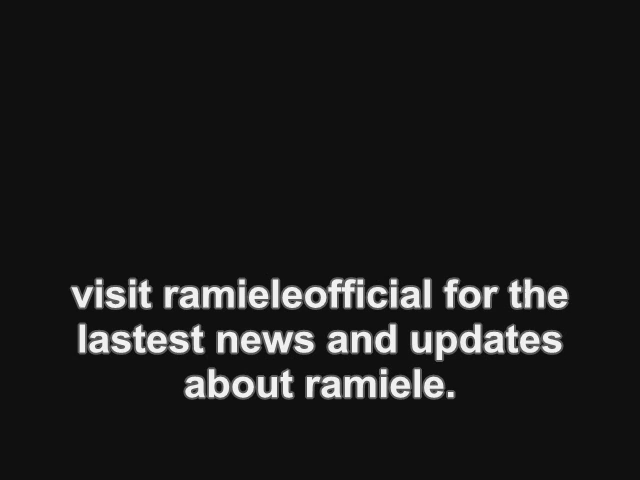 visit ramieleofficial for the
lastest news and updates
about ramiele.